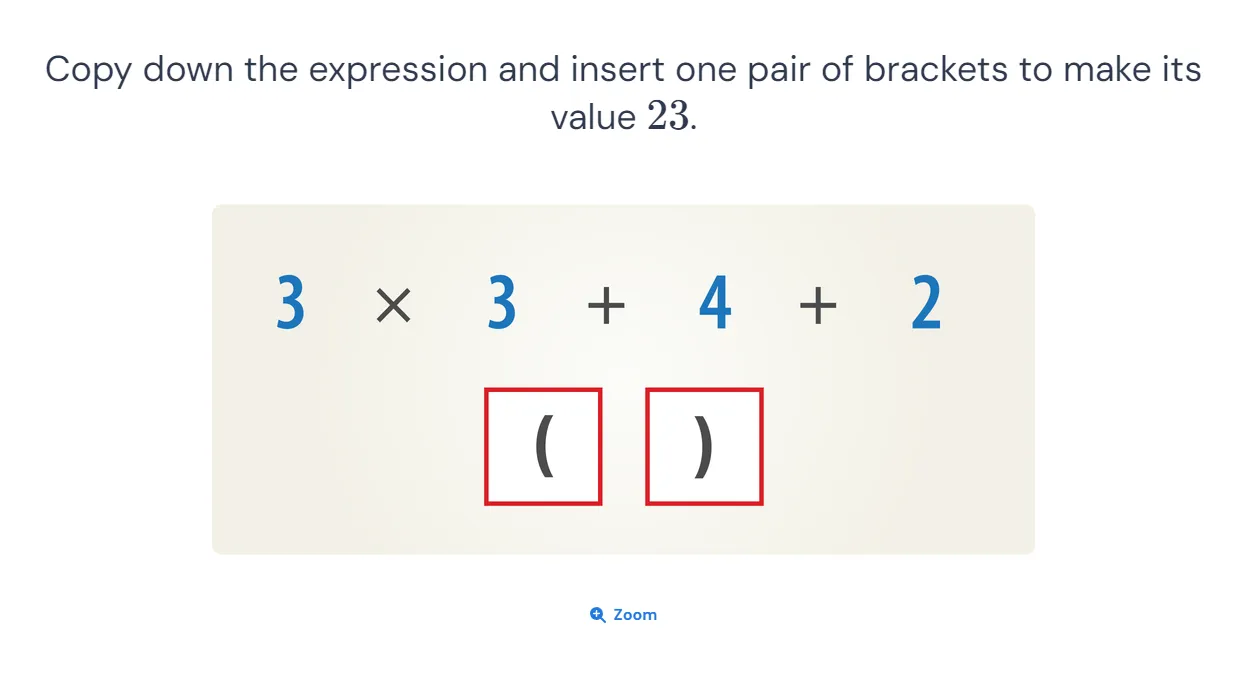 Copy down the expression and insert one pair of brackets to make its
value 23.
3 × 3 + 4 + 2
( )
Zoom